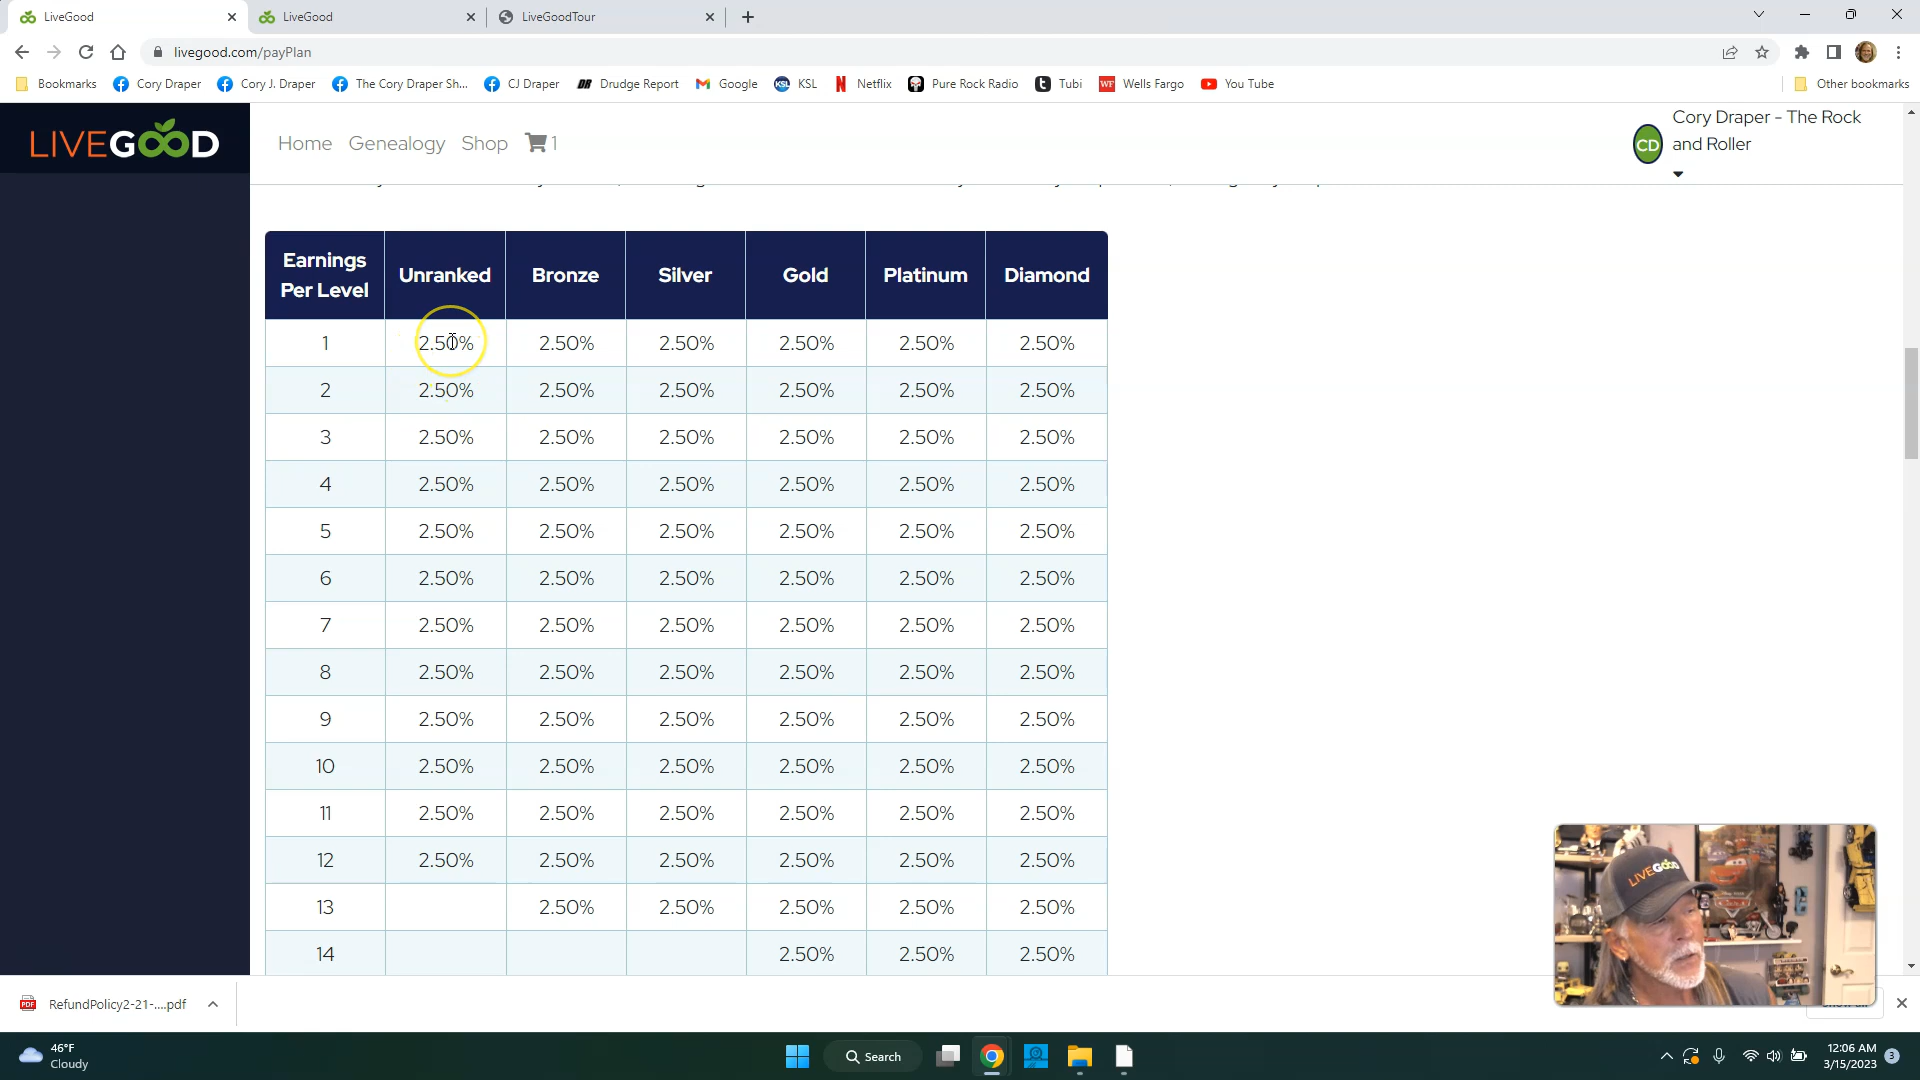 LiveGood
LiveGood
LiveGoodTour
livegood.com/payPlan
Bookmarks
Cory Draper
Cory J. Draper
The Cory Draper Sh...
CJ Draper
DR Drudge Report
Google
KSL KSL
Netflix
Pure Rock Radio
Tubi
WF Wells Fargo
You Tube
Other bookmarks
LIVEGOOD
Home
Genealogy
Shop
1
CD
Cory Draper - The Rock
and Roller
Earnings Per Level Unranked Bronze Silver Gold Platinum Diamond
1 2.50% 2.50% 2.50% 2.50% 2.50% 2.50%
2 2.50% 2.50% 2.50% 2.50% 2.50% 2.50%
3 2.50% 2.50% 2.50% 2.50% 2.50% 2.50%
4 2.50% 2.50% 2.50% 2.50% 2.50% 2.50%
5 2.50% 2.50% 2.50% 2.50% 2.50% 2.50%
6 2.50% 2.50% 2.50% 2.50% 2.50% 2.50%
7 2.50% 2.50% 2.50% 2.50% 2.50% 2.50%
8 2.50% 2.50% 2.50% 2.50% 2.50% 2.50%
9 2.50% 2.50% 2.50% 2.50% 2.50% 2.50%
10 2.50% 2.50% 2.50% 2.50% 2.50% 2.50%
11 2.50% 2.50% 2.50% 2.50% 2.50% 2.50%
12 2.50% 2.50% 2.50% 2.50% 2.50% 2.50%
13 2.50% 2.50% 2.50% 2.50% 2.50%
14 2.50% 2.50% 2.50%
LIVEGOOD
Cars
PDF
RefundPolicy2-21-....pdf
46°F
Cloudy
Search
12:06 AM
3/15/2023
3